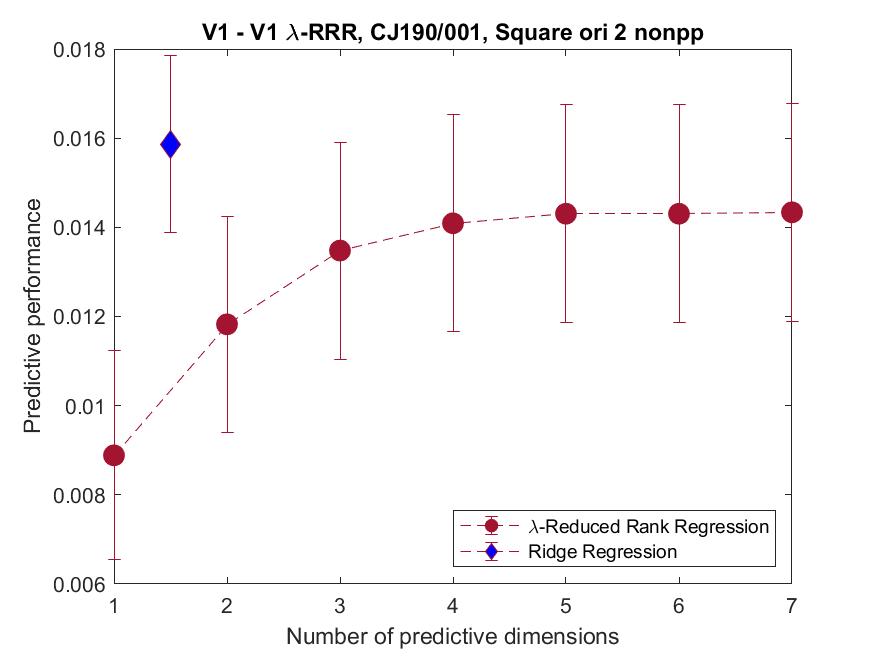 V1 - V1 λ-RRR, CJ190/001, Square ori 2 nonpp
0.018
0.016
0.014
0.012
0.01
0.008
0.006
Predictive performance
1 2 3 4 5 6 7
Number of predictive dimensions
λ-Reduced Rank Regression
Ridge Regression